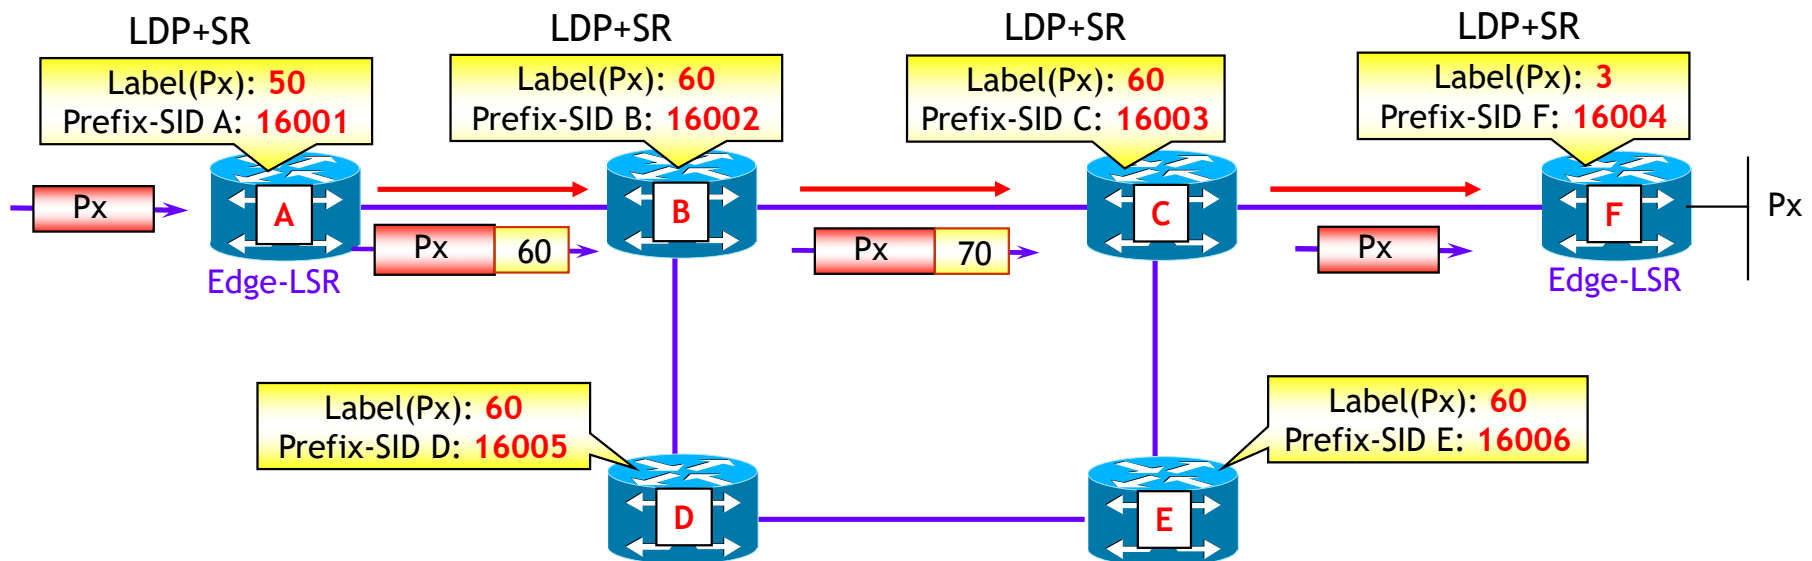 LDP+SR
LDP+SR
LDP+SR
LDP+SR
Label(Px): 50
Prefix-SID A: 16001
Label(Px): 60
Prefix-SID B: 16002
Label(Px): 60
Prefix-SID C: 16003
Label(Px): 3
Prefix-SID F: 16004
Px
A
B
C
F
Px
Px
60
Px
70
Px
Edge-LSR
Edge-LSR
Label(Px): 60
Prefix-SID D: 16005
Label(Px): 60
Prefix-SID E: 16006
D
E